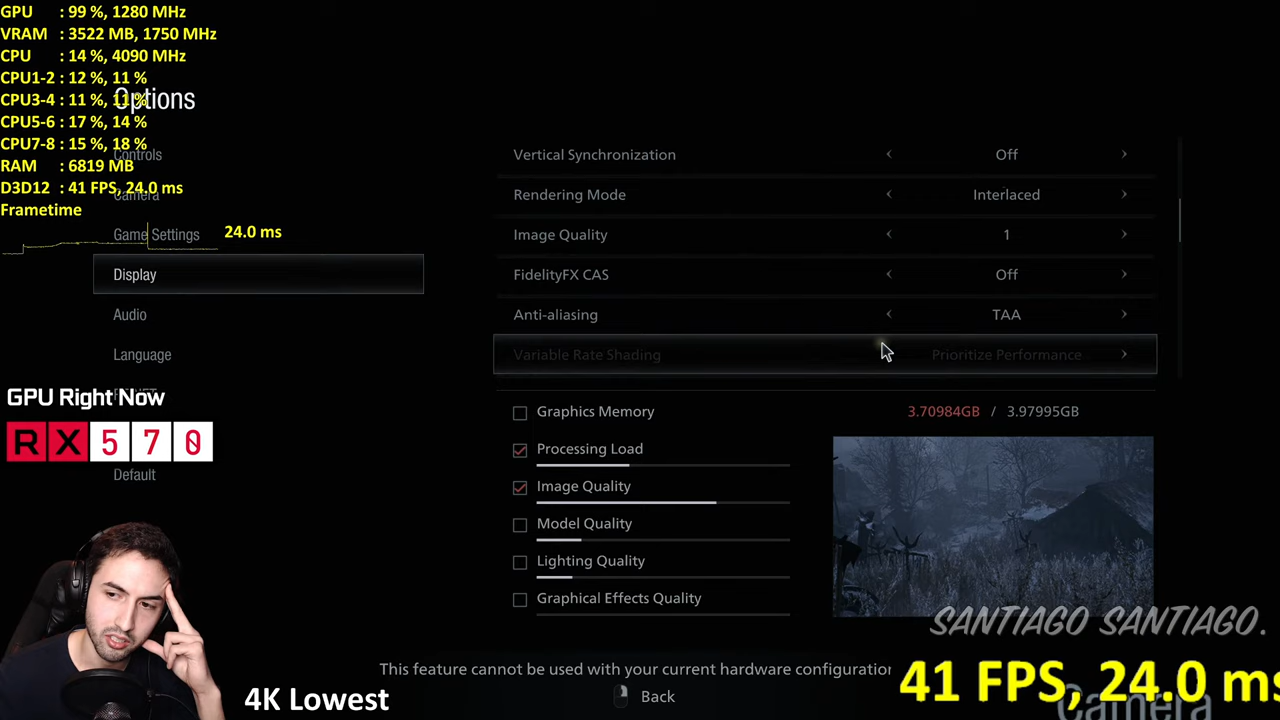 GPU : 99 %, 1280 MHz
VRAM : 3522 MB, 1750 MHz
CPU : 14 %, 4090 MHz
CPU1-2 : 12 %, 11 %
CPU3-4 : 11 %, 11 %
CPU5-6 : 17 %, 14 %
CPU7-8 : 15 %, 18 %
RAM : 6819 MB
D3D12 : 41 FPS, 24.0 ms
Frametime
24.0 ms
Options
Controls
Camera
Game Settings
Display
Audio
Language
Default
Vertical Synchronization Off
Rendering Mode Interlaced
Image Quality 1
FidelityFX CAS Off
Anti-aliasing TAA
Variable Rate Shading Prioritize Performance
Graphics Memory 3.70984GB / 3.97995GB
Processing Load
Image Quality
Model Quality
Lighting Quality
Graphical Effects Quality
GPU Right Now
RX 570
SANTIAGO SANTIAGO.
This feature cannot be used with your current hardware configuration
41 FPS, 24.0 ms
4K Lowest
Back
Camera